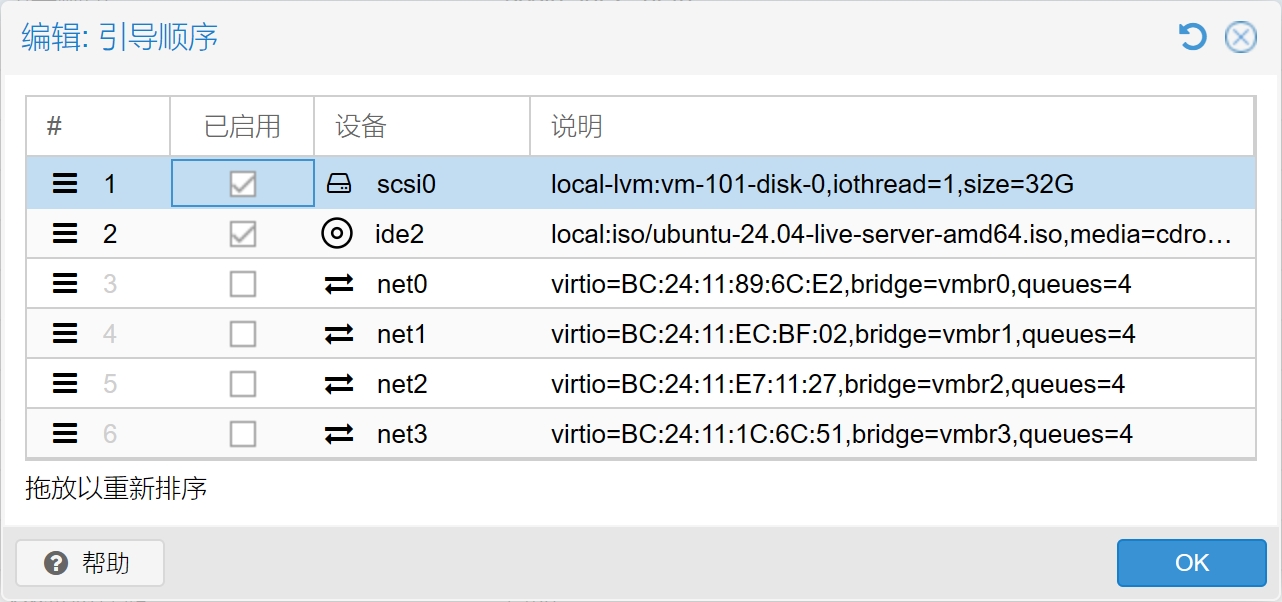 编辑: 引导顺序
# 已启用 设备 说明
1 scsi0 local-lvm:vm-101-disk-0,iothread=1,size=32G
2 ide2 local:iso/ubuntu-24.04-live-server-amd64.iso,media=cdro…
3 net0 virtio=BC:24:11:89:6C:E2,bridge=vmbr0,queues=4
4 net1 virtio=BC:24:11:EC:BF:02,bridge=vmbr1,queues=4
5 net2 virtio=BC:24:11:E7:11:27,bridge=vmbr2,queues=4
6 net3 virtio=BC:24:11:1C:6C:51,bridge=vmbr3,queues=4
拖放以重新排序
帮助 OK